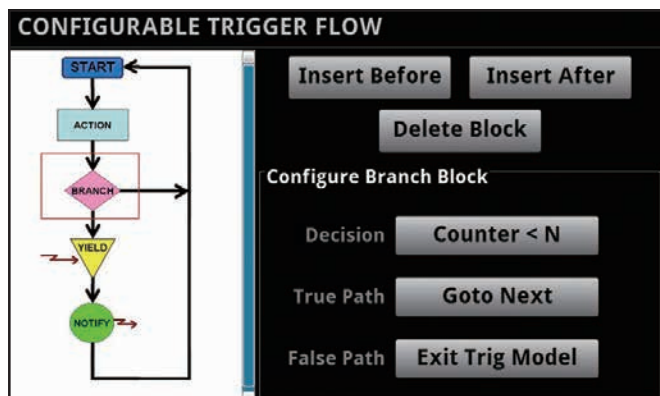 CONFIGURABLE TRIGGER FLOW
START
ACTION
BRANCH
YIELD
NOTIFY
Insert Before
Insert After
Delete Block
Configure Branch Block
Decision
Counter < N
True Path
Goto Next
False Path
Exit Trig Model